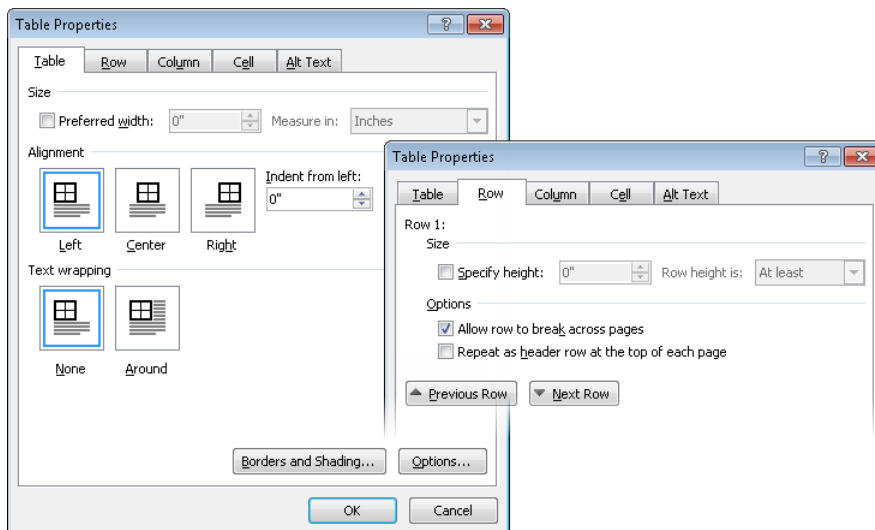 Table Properties
Table Row Column Cell Alt Text
Size
Preferred width: 0" Measure in: Inches
Alignment
Indent from left:
0"
Left Center Right
Text wrapping
None Around
Borders and Shading... Options...
OK Cancel
Table Properties
Table Row Column Cell Alt Text
Row 1:
Size
Specify height: 0" Row height is: At least
Options
Allow row to break across pages
Repeat as header row at the top of each page
Previous Row Next Row